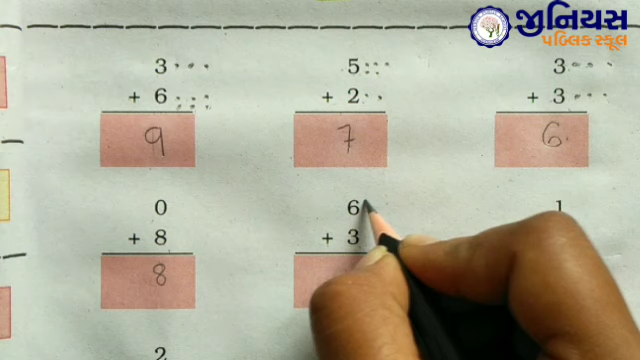 જીનિયસ
પબ્લિક સ્કૂલ
3 5 3
+ 6 + 2 + 3
9 7 6
0 6 1
+ 8 + 3
8
2